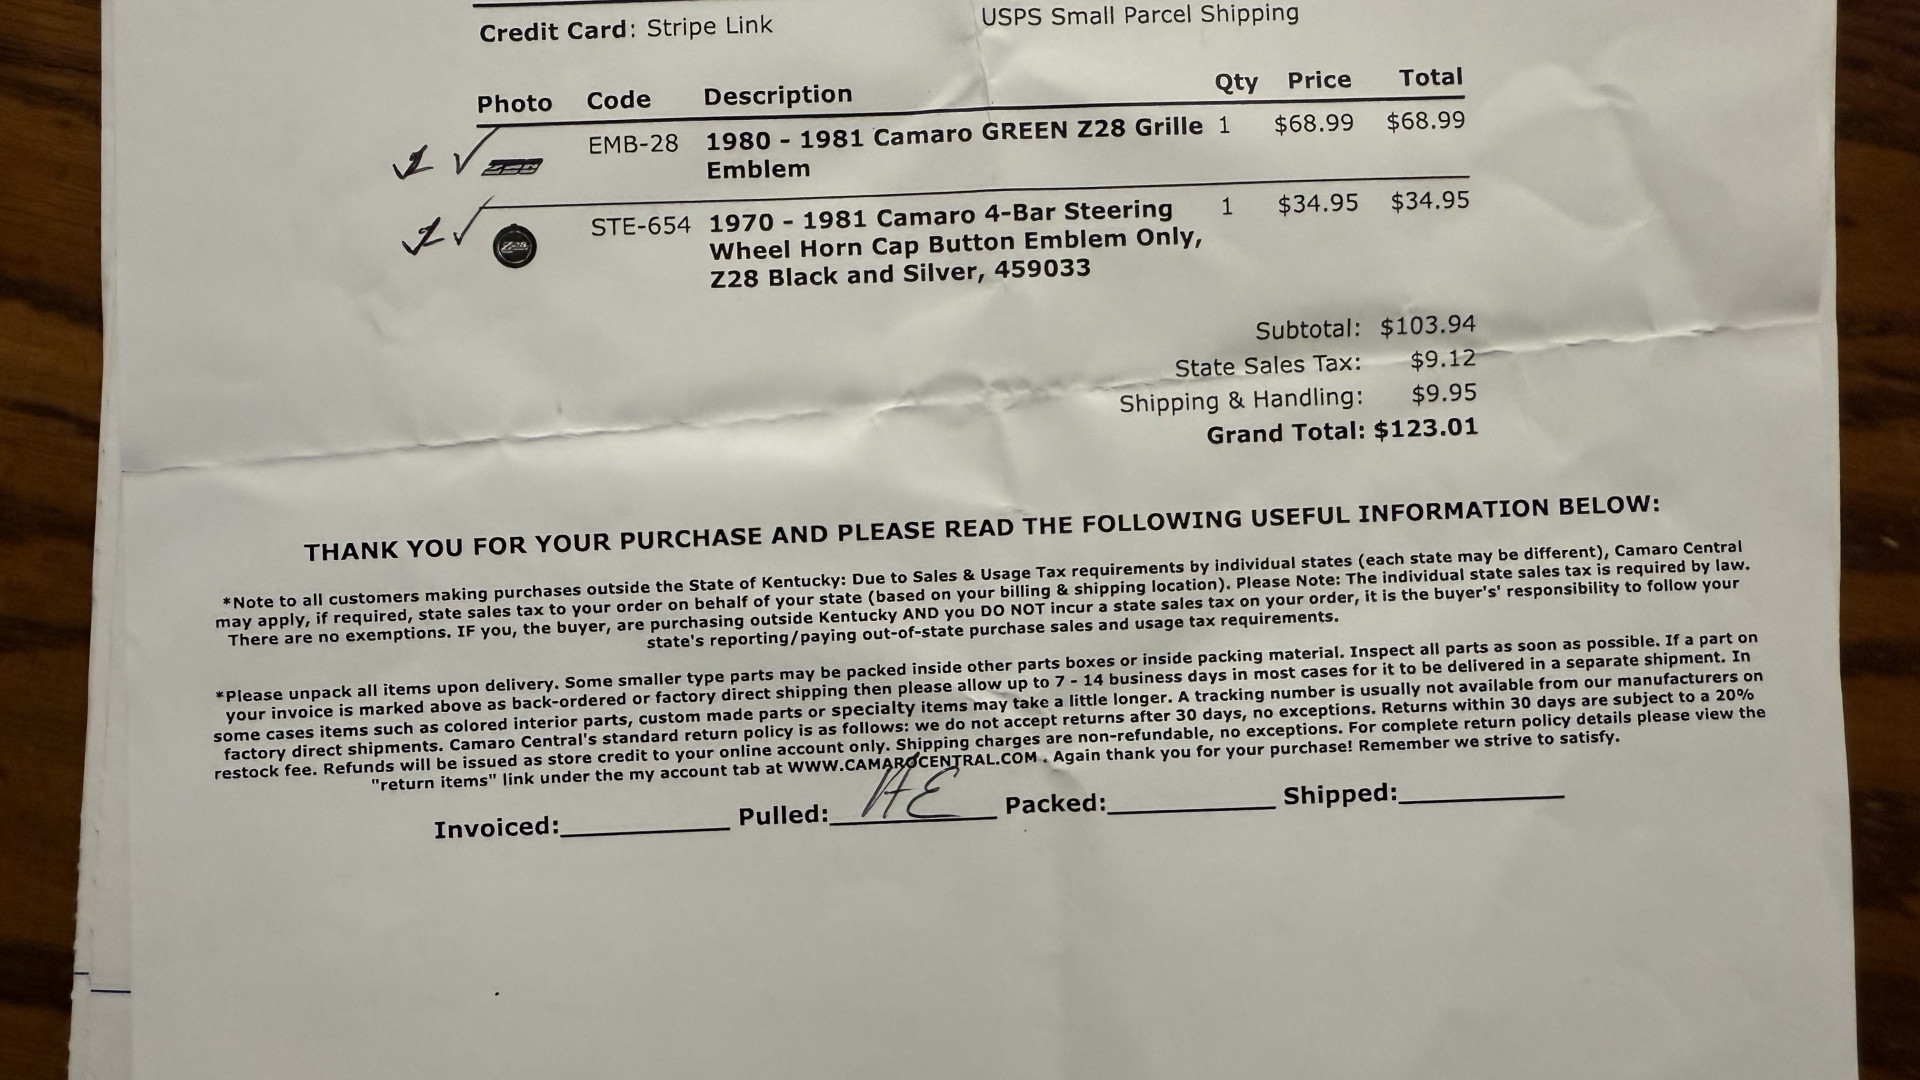 Credit Card: Stripe Link
USPS Small Parcel Shipping
Photo Code Description Qty Price Total
1 ✓ EMB-28 1980 - 1981 Camaro GREEN Z28 Grille 1 $68.99 $68.99
Emblem
1 ✓ STE-654 1970 - 1981 Camaro 4-Bar Steering 1 $34.95 $34.95
Wheel Horn Cap Button Emblem Only,
Z28 Black and Silver, 459033
Subtotal: $103.94
State Sales Tax: $9.12
Shipping & Handling: $9.95
Grand Total: $123.01
THANK YOU FOR YOUR PURCHASE AND PLEASE READ THE FOLLOWING USEFUL INFORMATION BELOW:
*Note to all customers making purchases outside the State of Kentucky: Due to Sales & Usage Tax requirements by individual states (each state may be different), Camaro Central
may apply, if required, state sales tax to your order on behalf of your state (based on your billing & shipping location). Please Note: The individual state sales tax is required by law.
There are no exemptions. IF you, the buyer, are purchasing outside Kentucky AND you DO NOT incur a state sales tax on your order, it is the buyer's' responsibility to follow your
state's reporting/paying out-of-state purchase sales and usage tax requirements.
*Please unpack all items upon delivery. Some smaller type parts may be packed inside other parts boxes or inside packing material. Inspect all parts as soon as possible. If a part on
your invoice is marked above as back-ordered or factory direct shipping then please allow up to 7 - 14 business days in most cases for it to be delivered in a separate shipment. In
some cases items such as colored interior parts, custom made parts or specialty items may take a little longer. A tracking number is usually not available from our manufacturers on
factory direct shipments. Camaro Central's standard return policy is as follows: we do not accept returns after 30 days, no exceptions. Returns within 30 days are subject to a 20%
restock fee. Refunds will be issued as store credit to your online account only. Shipping charges are non-refundable, no exceptions. For complete return policy details please view the
"return items" link under the my account tab at WWW.CAMAROCENTRAL.COM . Again thank you for your purchase! Remember we strive to satisfy.
Invoiced: Pulled: HE Packed: Shipped: